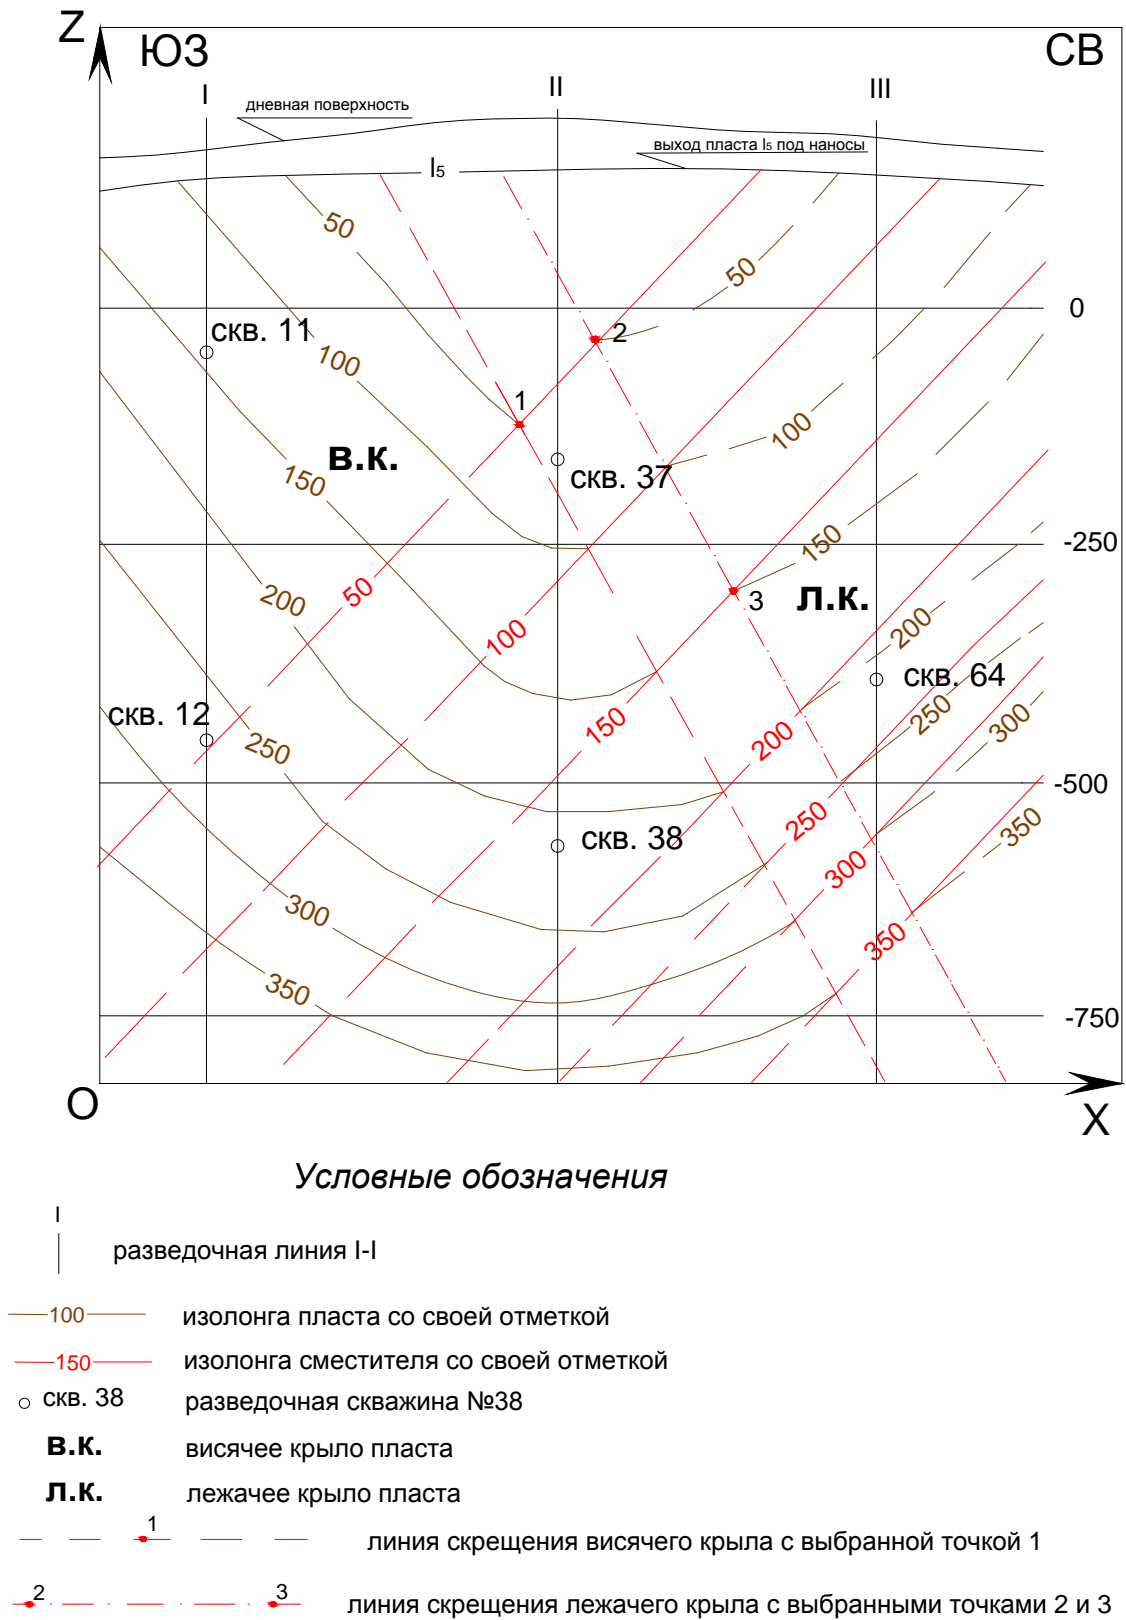 Z
ЮЗ
СВ
I
II
III
дневная поверхность
выход пласта l₅ под наносы
l₅
50
50
0
скв. 11
2
100
1
100
в.к.
скв. 37
150
150
-250
50
3
л.к.
200
100
200
скв. 64
скв. 12
250
150
200
250
300
-500
250
350
скв. 38
300
300
350
350
-750
О
Х
Условные обозначения
I
разведочная линия I-I
100
изолонга пласта со своей отметкой
150
изолонга сместителя со своей отметкой
скв. 38
разведочная скважина №38
в.к.
висячее крыло пласта
л.к.
лежачее крыло пласта
1
линия скрещения висячего крыла с выбранной точкой 1
2
3
линия скрещения лежачего крыла с выбранными точками 2 и 3